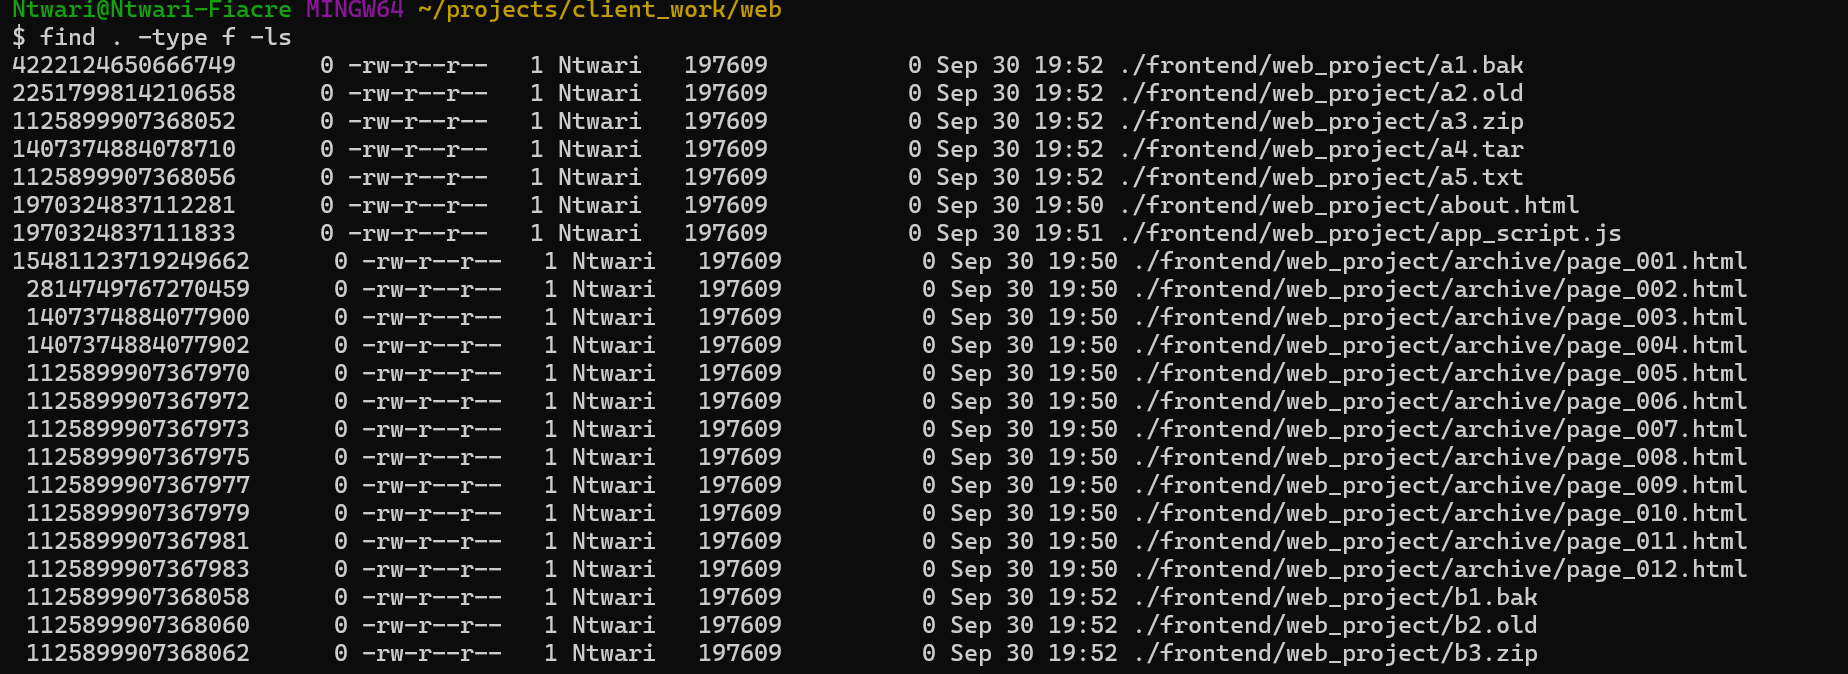 Ntwari@Ntwari-Fiacre MINGW64 ~/projects/client_work/web
$ find . -type f -ls
4222124650666749      0 -rw-r--r--   1 Ntwari   197609          0 Sep 30 19:52 ./frontend/web_project/a1.bak
2251799814210658      0 -rw-r--r--   1 Ntwari   197609          0 Sep 30 19:52 ./frontend/web_project/a2.old
1125899907368052      0 -rw-r--r--   1 Ntwari   197609          0 Sep 30 19:52 ./frontend/web_project/a3.zip
1407374884078710      0 -rw-r--r--   1 Ntwari   197609          0 Sep 30 19:52 ./frontend/web_project/a4.tar
1125899907368056      0 -rw-r--r--   1 Ntwari   197609          0 Sep 30 19:52 ./frontend/web_project/a5.txt
1970324837112281      0 -rw-r--r--   1 Ntwari   197609          0 Sep 30 19:50 ./frontend/web_project/about.html
1970324837111833      0 -rw-r--r--   1 Ntwari   197609          0 Sep 30 19:51 ./frontend/web_project/app_script.js
15481123719249662      0 -rw-r--r--   1 Ntwari   197609          0 Sep 30 19:50 ./frontend/web_project/archive/page_001.html
 2814749767270459      0 -rw-r--r--   1 Ntwari   197609          0 Sep 30 19:50 ./frontend/web_project/archive/page_002.html
 1407374884077900      0 -rw-r--r--   1 Ntwari   197609          0 Sep 30 19:50 ./frontend/web_project/archive/page_003.html
 1407374884077902      0 -rw-r--r--   1 Ntwari   197609          0 Sep 30 19:50 ./frontend/web_project/archive/page_004.html
 1125899907367970      0 -rw-r--r--   1 Ntwari   197609          0 Sep 30 19:50 ./frontend/web_project/archive/page_005.html
 1125899907367972      0 -rw-r--r--   1 Ntwari   197609          0 Sep 30 19:50 ./frontend/web_project/archive/page_006.html
 1125899907367973      0 -rw-r--r--   1 Ntwari   197609          0 Sep 30 19:50 ./frontend/web_project/archive/page_007.html
 1125899907367975      0 -rw-r--r--   1 Ntwari   197609          0 Sep 30 19:50 ./frontend/web_project/archive/page_008.html
 1125899907367977      0 -rw-r--r--   1 Ntwari   197609          0 Sep 30 19:50 ./frontend/web_project/archive/page_009.html
 1125899907367979      0 -rw-r--r--   1 Ntwari   197609          0 Sep 30 19:50 ./frontend/web_project/archive/page_010.html
 1125899907367981      0 -rw-r--r--   1 Ntwari   197609          0 Sep 30 19:50 ./frontend/web_project/archive/page_011.html
 1125899907367983      0 -rw-r--r--   1 Ntwari   197609          0 Sep 30 19:50 ./frontend/web_project/archive/page_012.html
 1125899907368058      0 -rw-r--r--   1 Ntwari   197609          0 Sep 30 19:52 ./frontend/web_project/b1.bak
 1125899907368060      0 -rw-r--r--   1 Ntwari   197609          0 Sep 30 19:52 ./frontend/web_project/b2.old
 1125899907368062      0 -rw-r--r--   1 Ntwari   197609          0 Sep 30 19:52 ./frontend/web_project/b3.zip